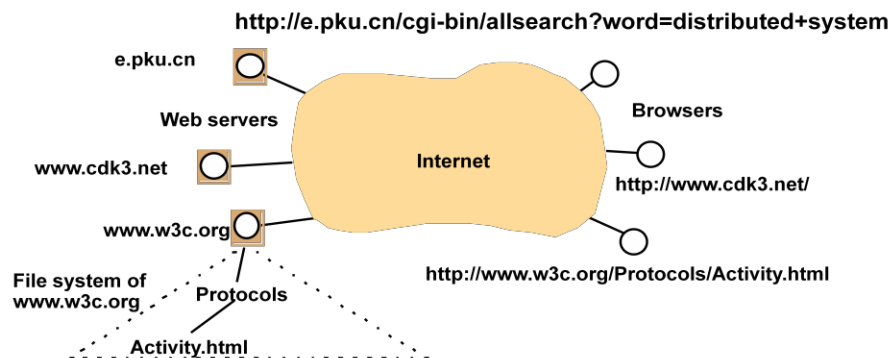 http://e.pku.cn/cgi-bin/allsearch?word=distributed+system
e.pku.cn
Browsers
Web servers
Internet
www.cdk3.net
http://www.cdk3.net/
www.w3c.org
http://www.w3c.org/Protocols/Activity.html
File system of
www.w3c.org
Protocols
Activity.html